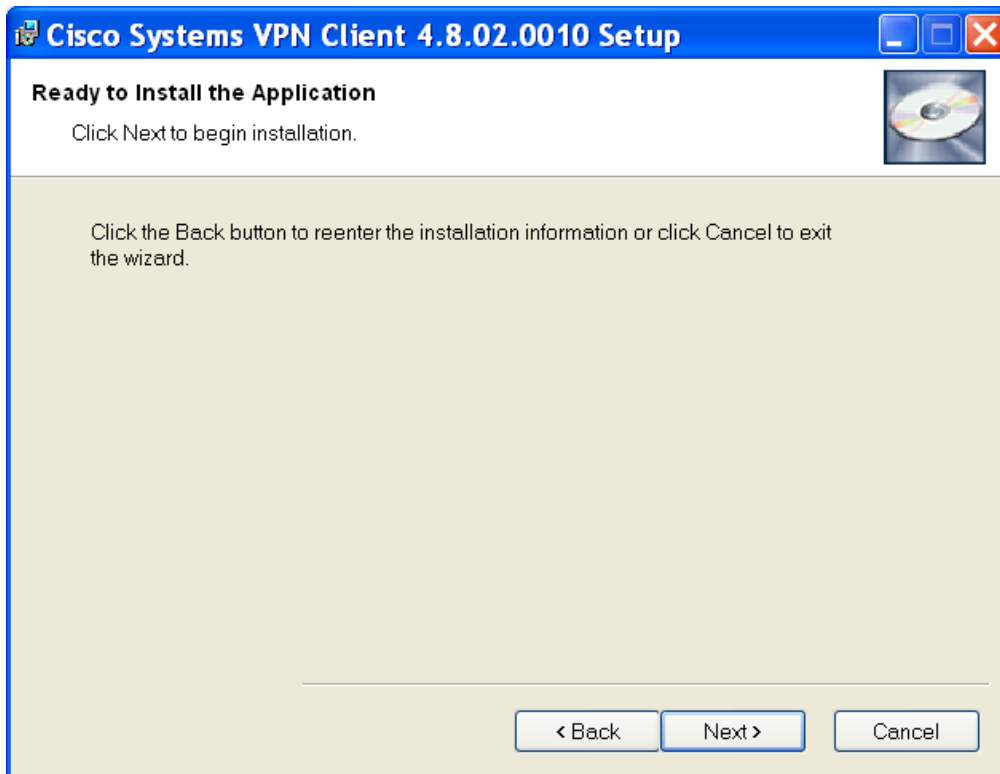 Cisco Systems VPN Client 4.8.02.0010 Setup
Ready to Install the Application
Click Next to begin installation.
Click the Back button to reenter the installation information or click Cancel to exit
the wizard.
< Back Next > Cancel